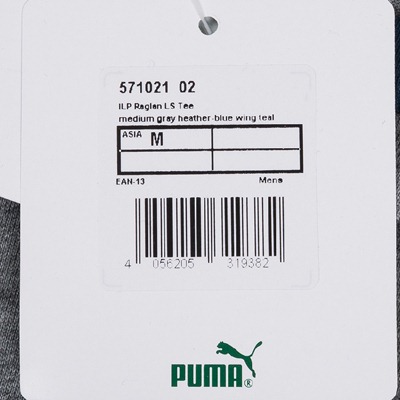 571021 02
ILP Raglan LS Tee
medium gray heather-blue wing teal
ASIA M
EAN-13 Mens
4 056205 319382
PUMA®